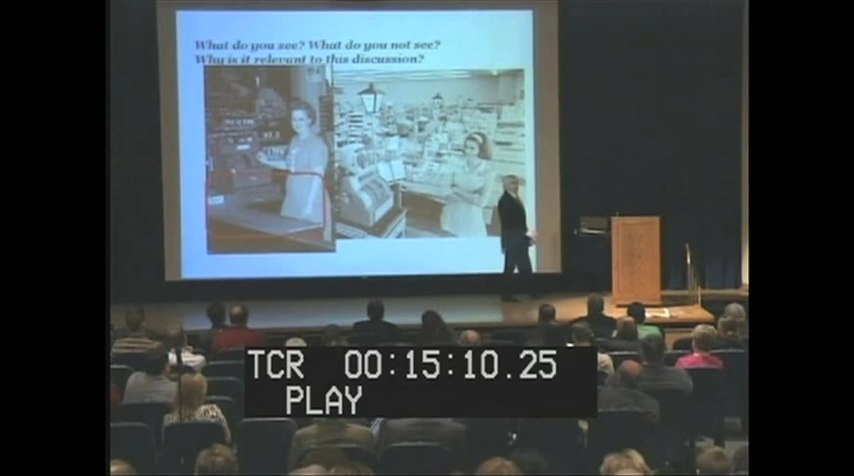 What do you see? What do you not see?
Why is it relevant to this discussion?
TCR 00:15:10.25
PLAY